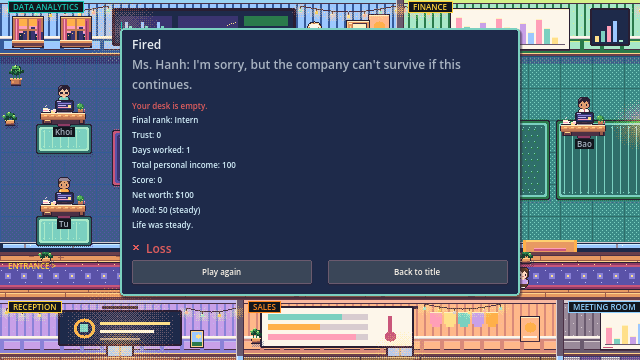 DATA ANALYTICS
FINANCE
Fired
Ms. Hanh: I'm sorry, but the company can't survive if this
continues.
Your desk is empty.
Final rank: Intern
Trust: 0
Days worked: 1
Total personal income: 100
Score: 0
Net worth: $100
Mood: 50 (steady)
Life was steady.
× Loss
Play again
Back to title
Khoi
Bao
Tu
ENTRANCE >
RECEPTION
SALES
MEETING ROOM